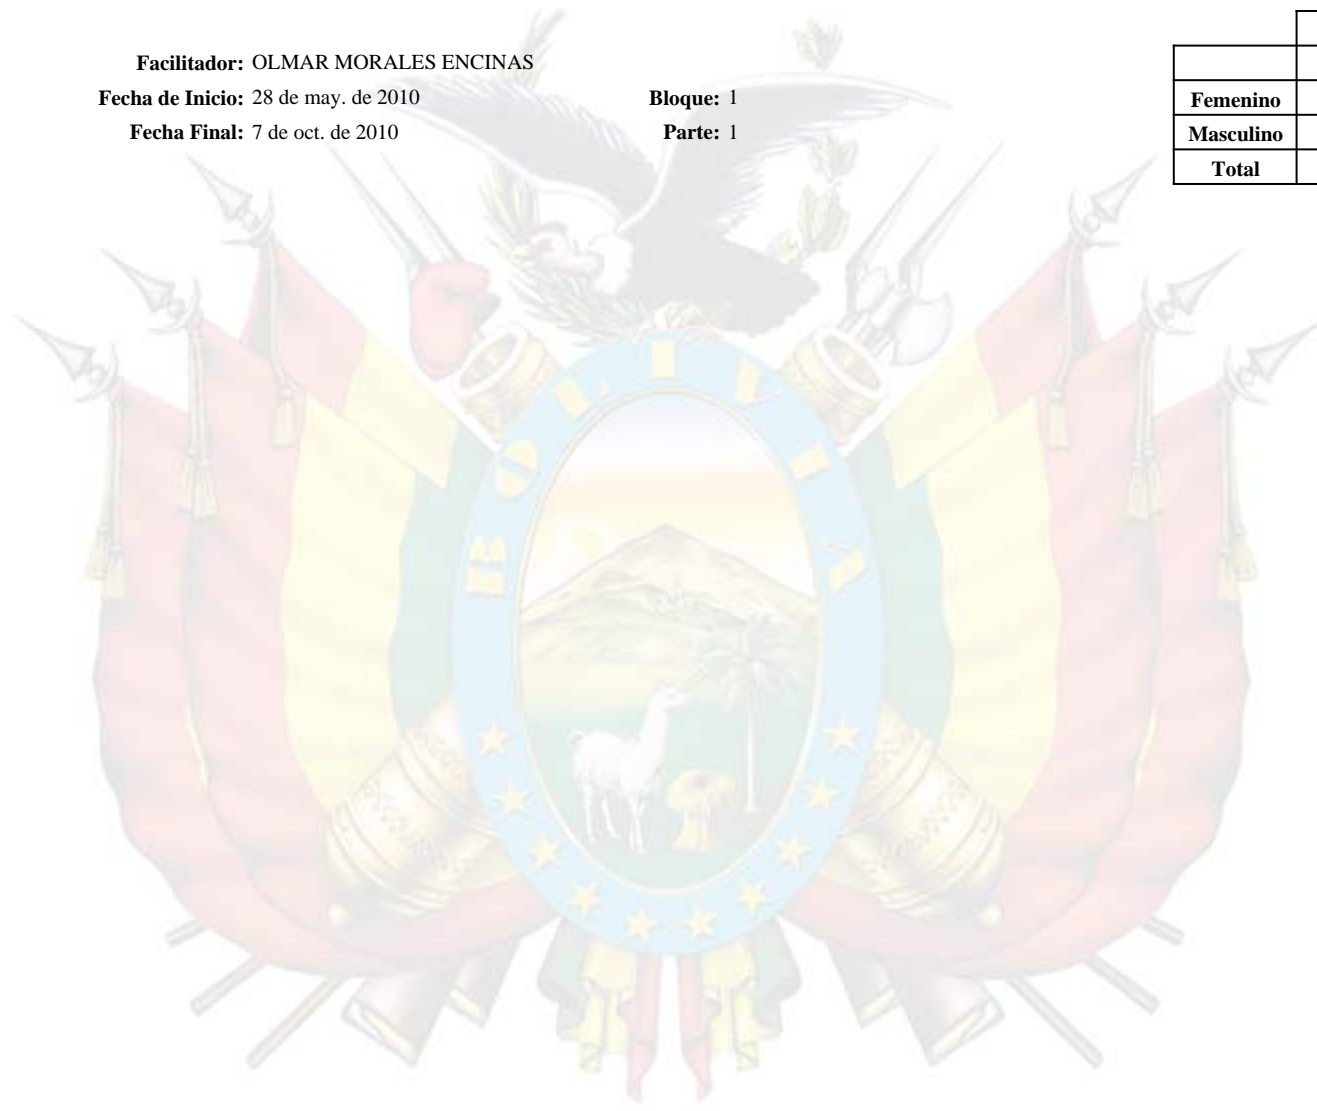 Facilitador: OLMAR MORALES ENCINAS
Fecha de Inicio: 28 de may. de 2010 Bloque: 1
Fecha Final: 7 de oct. de 2010 Parte: 1
Femenino
Masculino
Total
BOLIVIA